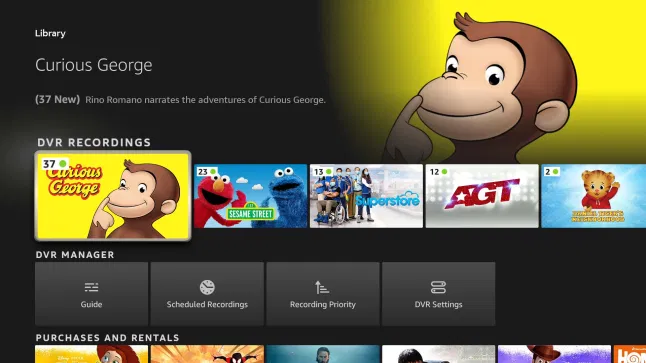 Library
Curious George
(37 New) Rino Romano narrates the adventures of Curious George.
DVR RECORDINGS
37
Curious
George
23
SESAME STREET
13
Superstore
12
AGT
2
DANIEL TIGER'S
NEIGHBORHOOD
DVR MANAGER
Guide
Scheduled Recordings
Recording Priority
DVR Settings
PURCHASES AND RENTALS